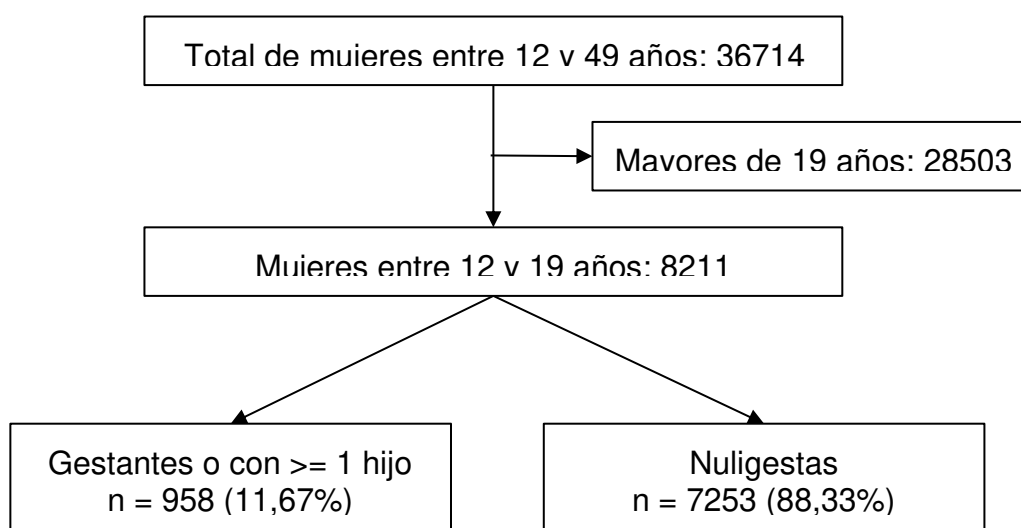 Total de mujeres entre 12 y 49 años: 36714
Mayores de 19 años: 28503
Mujeres entre 12 y 19 años: 8211
Gestantes o con >= 1 hijo
n = 958 (11,67%)
Nuligestas
n = 7253 (88,33%)